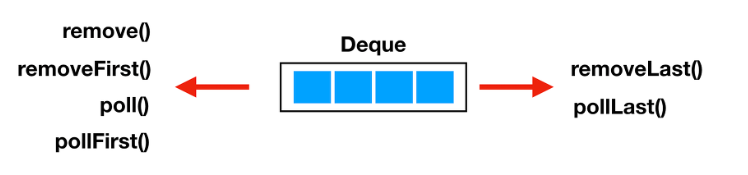 remove()
removeFirst()
poll()
pollFirst()
Deque
removeLast()
pollLast()